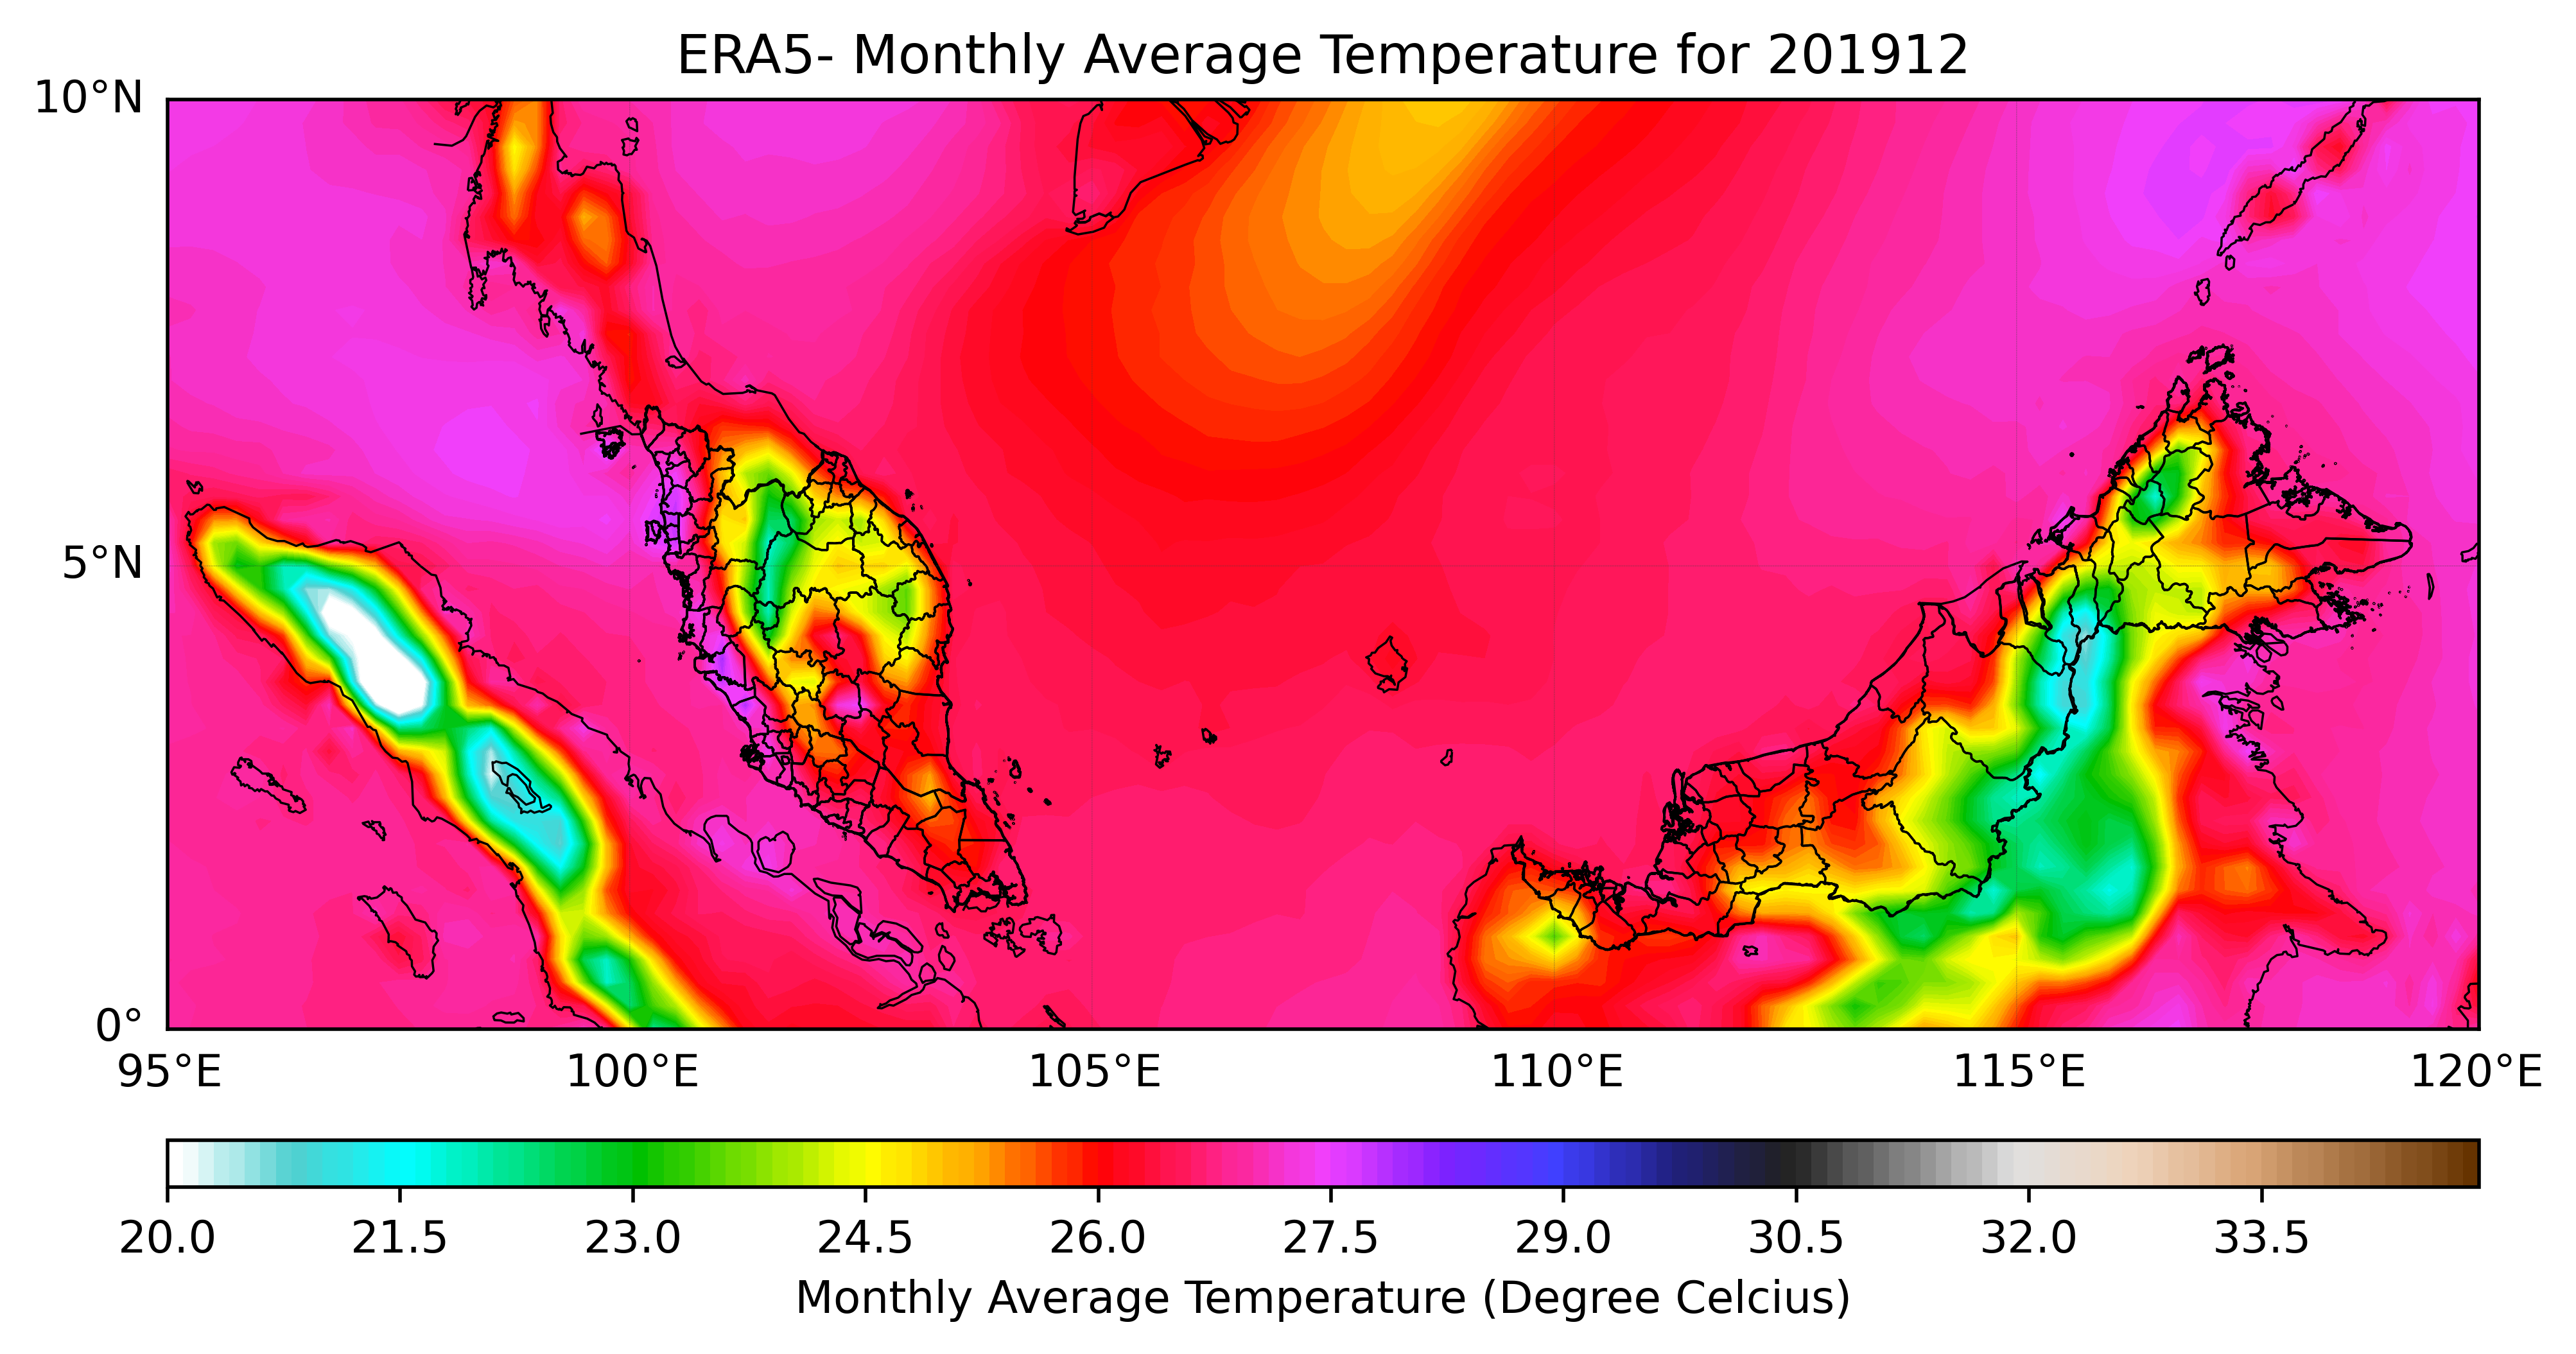 ERA5- Monthly Average Temperature for 201912
10°N
5°N
0°
95°E 100°E 105°E 110°E 115°E 120°E
20.0 21.5 23.0 24.5 26.0 27.5 29.0 30.5 32.0 33.5
Monthly Average Temperature (Degree Celcius)